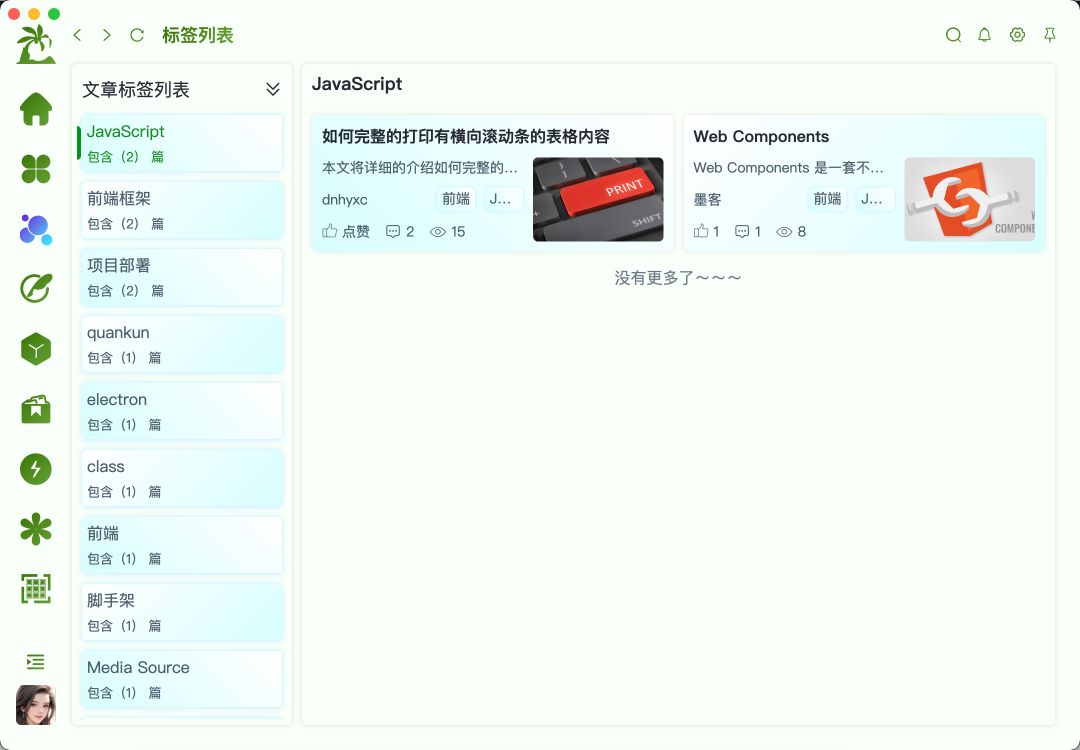 标签列表
文章标签列表
JavaScript
包含（2） 篇
前端框架
包含（2） 篇
项目部署
包含（2） 篇
quankun
包含（1） 篇
electron
包含（1） 篇
class
包含（1） 篇
前端
包含（1） 篇
脚手架
包含（1） 篇
Media Source
包含（1） 篇
JavaScript
如何完整的打印有横向滚动条的表格内容
本文将详细的介绍如何完整的...
dnhyxc
前端
J...
点赞
2
15
PRINT
SHIFT
Web Components
Web Components 是一套不...
墨客
前端
J...
1
1
8
W
COMPONE
没有更多了～～～